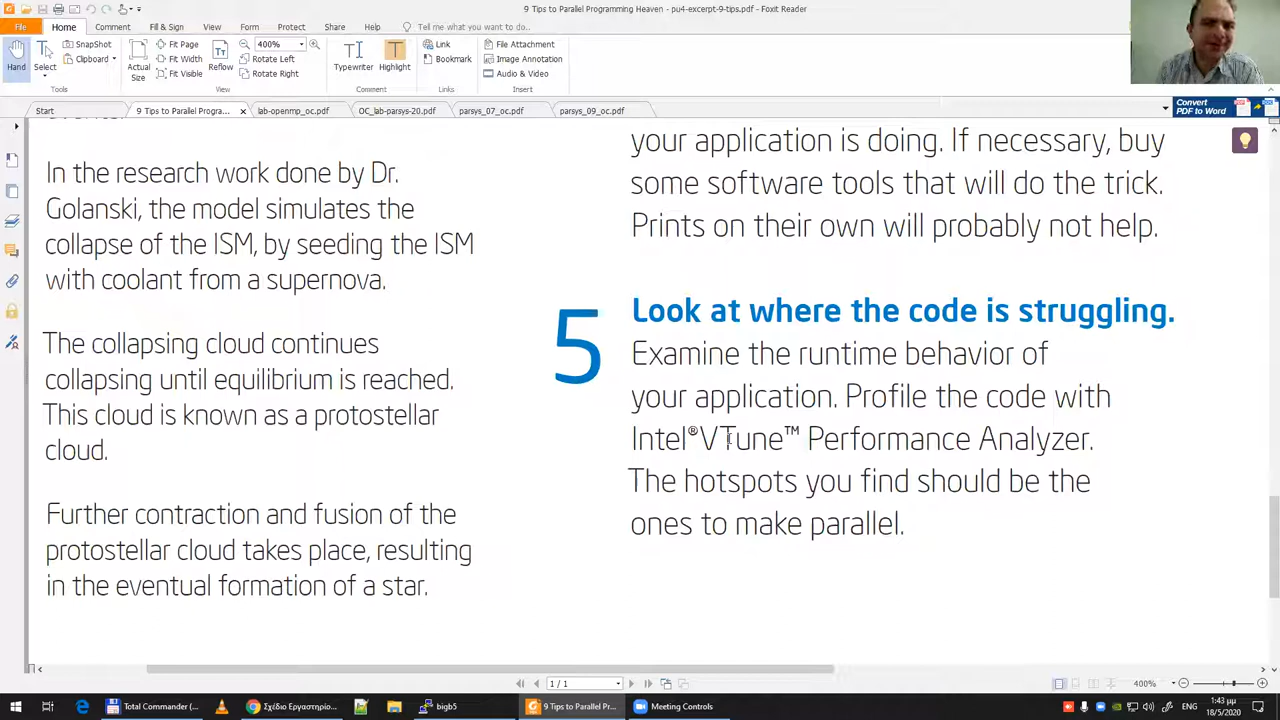 9 Tips to Parallel Programming Heaven - pu4-excerpt-9-tips.pdf - Foxit Reader
File Home Comment Fill & Sign View Form Protect Share Help Tell me what you want to do...
Hand
Select
SnapShot
Clipboard
Tools
Actual Size
Fit Page
Fit Width
Fit Visible
Reflow
400%
Rotate Left
Rotate Right
View
Typewriter
Highlight
Comment
Link
Bookmark
Links
File Attachment
Image Annotation
Audio & Video
Insert
Start 9 Tips to Parallel Program... lab-openmp_oc.pdf OC_lab-parsys-20.pdf parsys_07_oc.pdf parsys_09_oc.pdf
Convert
PDF to Word
In the research work done by Dr.
Golanski, the model simulates the
collapse of the ISM, by seeding the ISM
with coolant from a supernova.
The collapsing cloud continues
collapsing until equilibrium is reached.
This cloud is known as a protostellar
cloud.
Further contraction and fusion of the
protostellar cloud takes place, resulting
in the eventual formation of a star.
your application is doing. If necessary, buy
some software tools that will do the trick.
Prints on their own will probably not help.
5
Look at where the code is struggling.
Examine the runtime behavior of
your application. Profile the code with
Intel® VTune™ Performance Analyzer.
The hotspots you find should be the
ones to make parallel.
1 / 1
400%
Total Commander (... Σχέδιο Εργαστηρίο... bigb5 9 Tips to Parallel Pr... Meeting Controls
1:43 μμ
18/5/2020